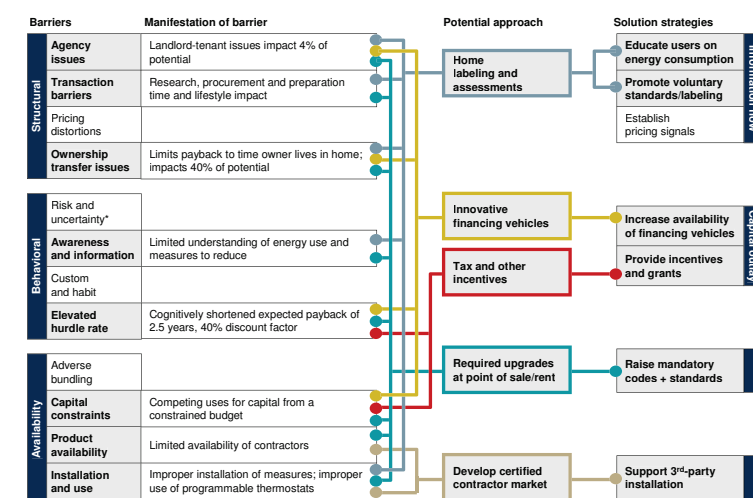 Barriers
Manifestation of barrier
Potential approach
Solution strategies
Structural
Agency
issues
Landlord-tenant issues impact 4% of
potential
Transaction
barriers
Research, procurement and preparation
time and lifestyle impact
Pricing
distortions
Ownership
transfer issues
Limits payback to time owner lives in home;
impacts 40% of potential
Behavioral
Risk and
uncertainty*
Awareness
and information
Limited understanding of energy use and
measures to reduce
Custom
and habit
Elevated
hurdle rate
Cognitively shortened expected payback of
2.5 years, 40% discount factor
Availability
Adverse
bundling
Capital
constraints
Competing uses for capital from a
constrained budget
Product
availability
Limited availability of contractors
Installation
and use
Improper installation of measures; improper
use of programmable thermostats
Home
labeling and
assessments
Innovative
financing vehicles
Tax and other
incentives
Required upgrades
at point of sale/rent
Develop certified
contractor market
Educate users on
energy consumption
Promote voluntary
standards/labeling
Establish
pricing signals
Increase availability
of financing vehicles
Provide incentives
and grants
Raise mandatory
codes + standards
Support 3rd-party
installation